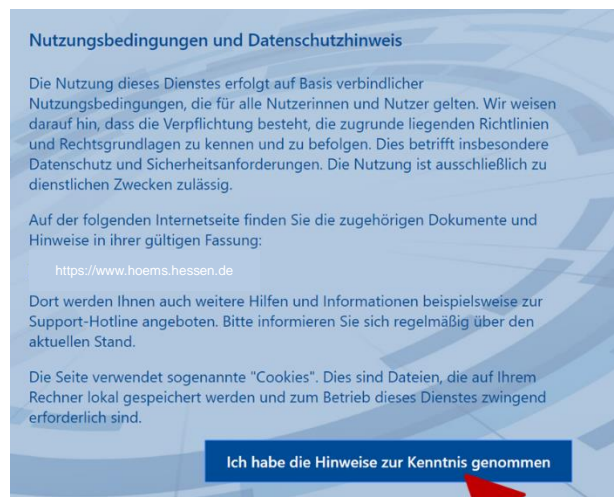 Nutzungsbedingungen und Datenschutzhinweis
Die Nutzung dieses Dienstes erfolgt auf Basis verbindlicher
Nutzungsbedingungen, die für alle Nutzerinnen und Nutzer gelten. Wir weisen
darauf hin, dass die Verpflichtung besteht, die zugrunde liegenden Richtlinien
und Rechtsgrundlagen zu kennen und zu befolgen. Dies betrifft insbesondere
Datenschutz und Sicherheitsanforderungen. Die Nutzung ist ausschließlich zu
dienstlichen Zwecken zulässig.
Auf der folgenden Internetseite finden Sie die zugehörigen Dokumente und
Hinweise in ihrer gültigen Fassung:
https://www.hoems.hessen.de
Dort werden Ihnen auch weitere Hilfen und Informationen beispielsweise zur
Support-Hotline angeboten. Bitte informieren Sie sich regelmäßig über den
aktuellen Stand.
Die Seite verwendet sogenannte "Cookies". Dies sind Dateien, die auf Ihrem
Rechner lokal gespeichert werden und zum Betrieb dieses Dienstes zwingend
erforderlich sind.
Ich habe die Hinweise zur Kenntnis genommen